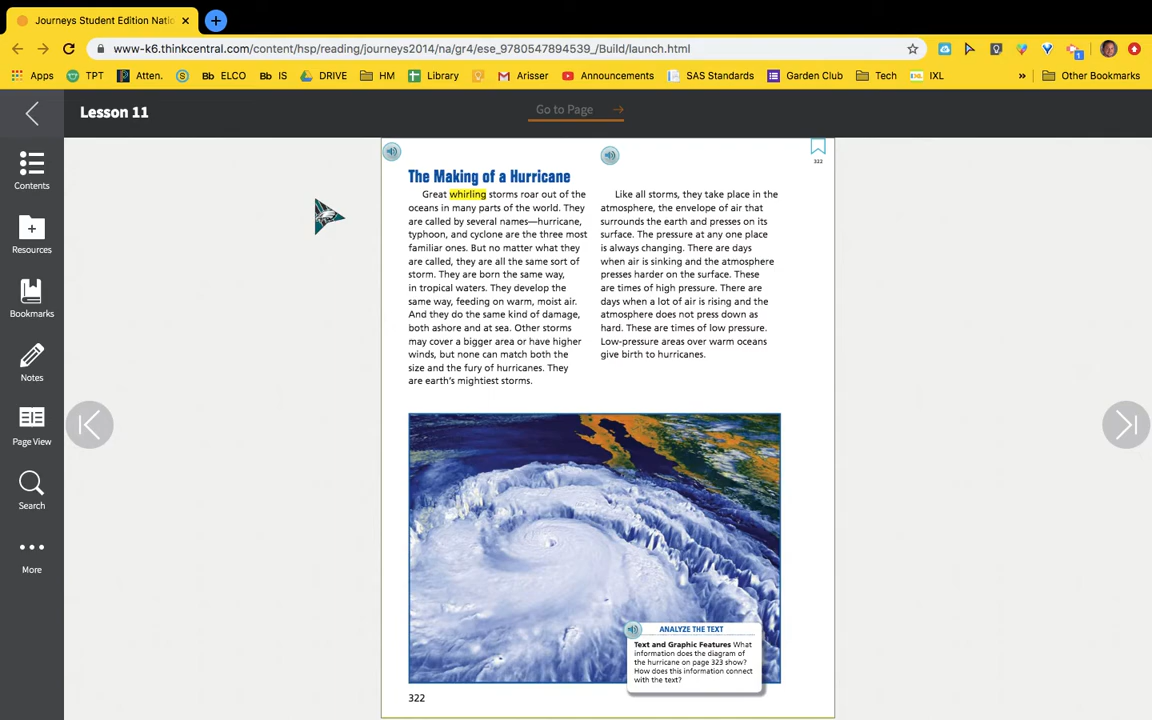 Journeys Student Edition Natio
www-k6.thinkcentral.com/content/hsp/reading/journeys2014/na/gr4/ese_9780547894539_/Build/launch.html
Apps TPT Atten. Bb ELCO Bb IS DRIVE HM Library Arisser Announcements SAS Standards Garden Club Tech IXL » Other Bookmarks
Lesson 11
Go to Page
Contents
Resources
Bookmarks
Notes
Page View
Search
More
322
The Making of a Hurricane
Great whirling storms roar out of the
oceans in many parts of the world. They
are called by several names—hurricane,
typhoon, and cyclone are the three most
familiar ones. But no matter what they
are called, they are all the same sort of
storm. They are born the same way,
in tropical waters. They develop the
same way, feeding on warm, moist air.
And they do the same kind of damage,
both ashore and at sea. Other storms
may cover a bigger area or have higher
winds, but none can match both the
size and the fury of hurricanes. They
are earth's mightiest storms.
Like all storms, they take place in the
atmosphere, the envelope of air that
surrounds the earth and presses on its
surface. The pressure at any one place
is always changing. There are days
when air is sinking and the atmosphere
presses harder on the surface. These
are times of high pressure. There are
days when a lot of air is rising and the
atmosphere does not press down as
hard. These are times of low pressure.
Low-pressure areas over warm oceans
give birth to hurricanes.
ANALYZE THE TEXT
Text and Graphic Features What
information does the diagram of
the hurricane on page 323 show?
How does this information connect
with the text?
322